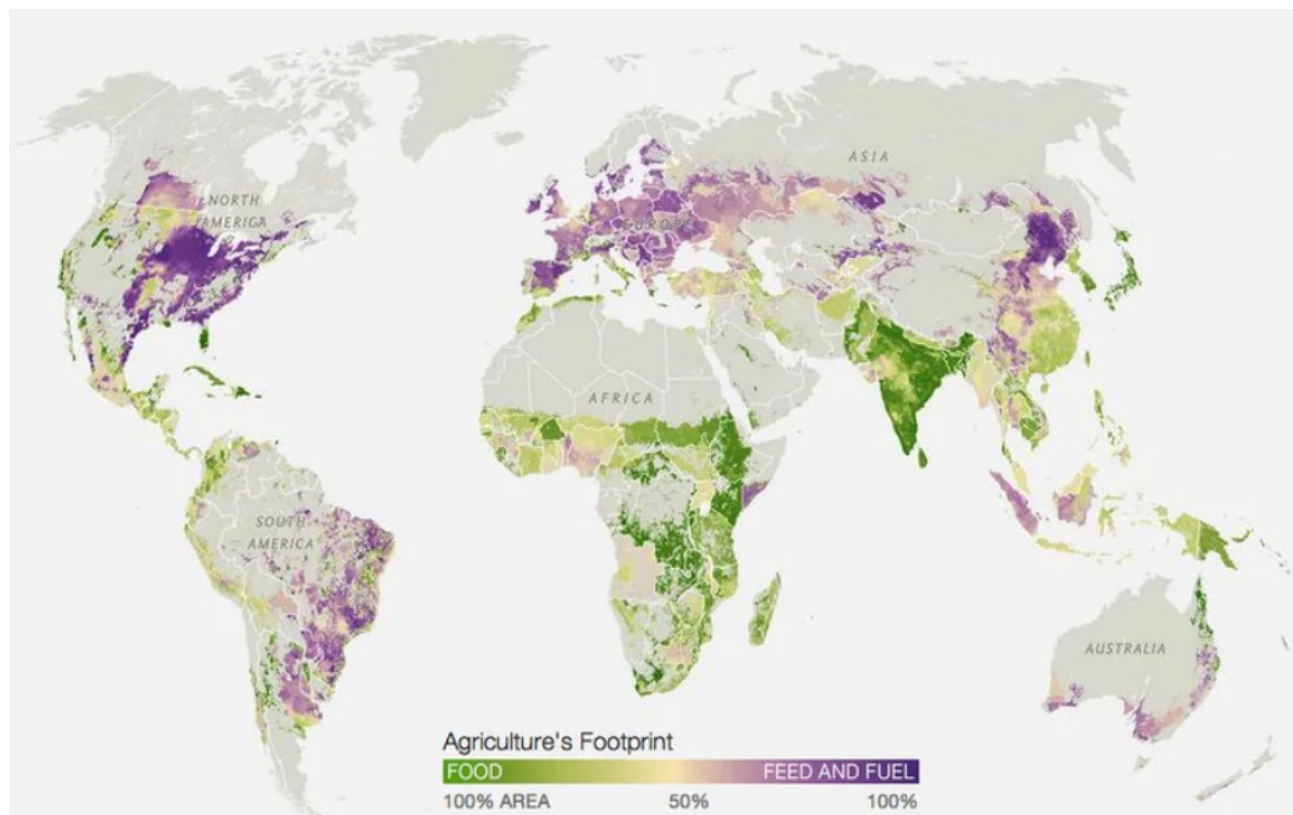 ASIA
NORTH
AMERICA
EUROPE
AFRICA
SOUTH
AMERICA
AUSTRALIA
Agriculture's Footprint
FOOD FEED AND FUEL
100% AREA 50% 100%